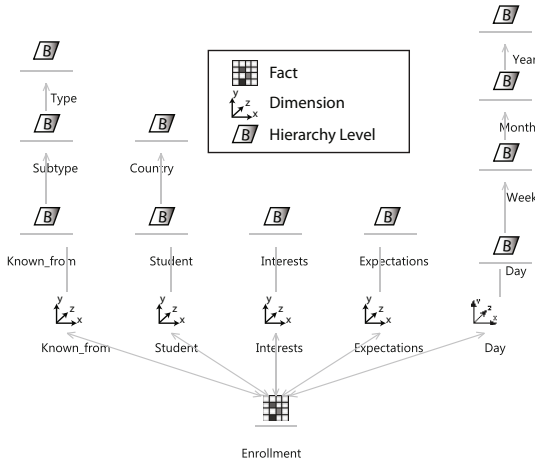 B
B
Year
Type
Fact
B
y
z
x
Dimension
B
Hierarchy Level
B
B
B
Month
Subtype
Country
B
Week
B
B
B
B
B
Known_from
Student
Interests
Expectations
Day
y
z
x
y
z
x
y
z
x
y
z
x
y
z
x
Known_from
Student
Interests
Expectations
Day
Enrollment